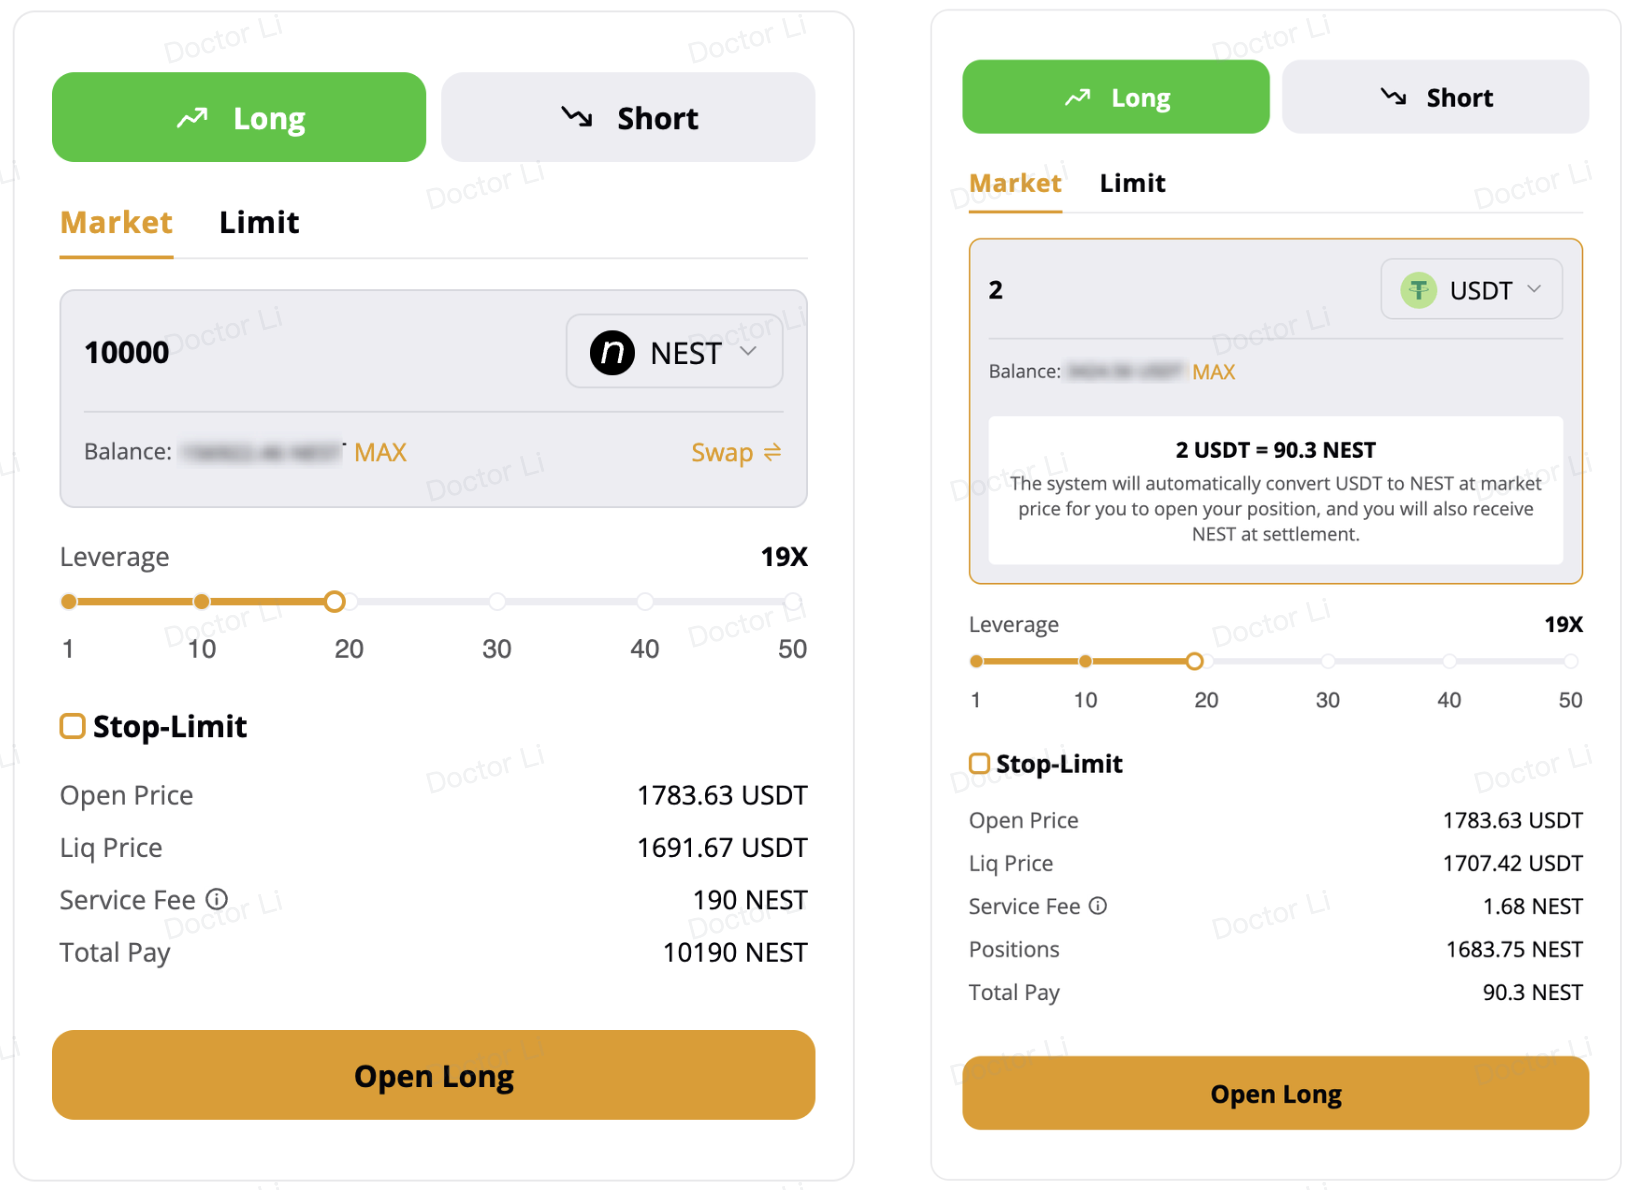 Long
Short
Market
Limit
10000
NEST
Balance:
MAX
Swap
Leverage
19X
1
10
20
30
40
50
Stop-Limit
Open Price
1783.63 USDT
Liq Price
1691.67 USDT
Service Fee
190 NEST
Total Pay
10190 NEST
Open Long
Long
Short
Market
Limit
2
USDT
Balance:
MAX
2 USDT = 90.3 NEST
The system will automatically convert USDT to NEST at market
price for you to open your position, and you will also receive
NEST at settlement.
Leverage
19X
1
10
20
30
40
50
Stop-Limit
Open Price
1783.63 USDT
Liq Price
1707.42 USDT
Service Fee
1.68 NEST
Positions
1683.75 NEST
Total Pay
90.3 NEST
Open Long
Doctor Li